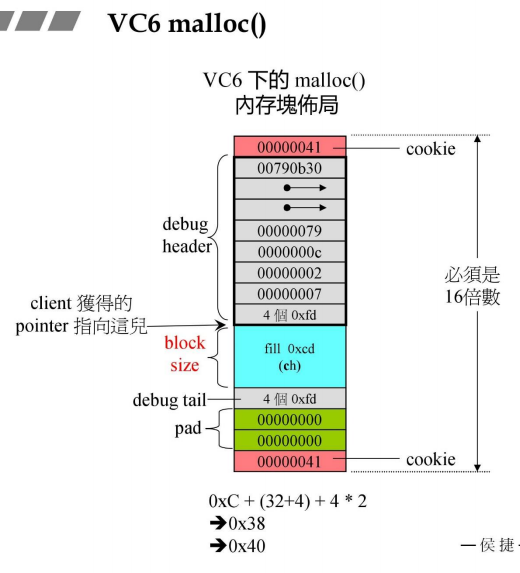 VC6 malloc()
VC6 下的 malloc()
內存塊佈局
00000041
cookie
00790b30
debug
header
00000079
0000000c
00000002
00000007
4 個 0xfd
必須是
16倍數
client 獲得的
pointer 指向這兒
block
size
fill 0xcd
(ch)
debug tail
4 個 0xfd
pad
00000000
00000000
00000041
cookie
0xC + (32+4) + 4 * 2
➔0x38
➔0x40
—侯捷-